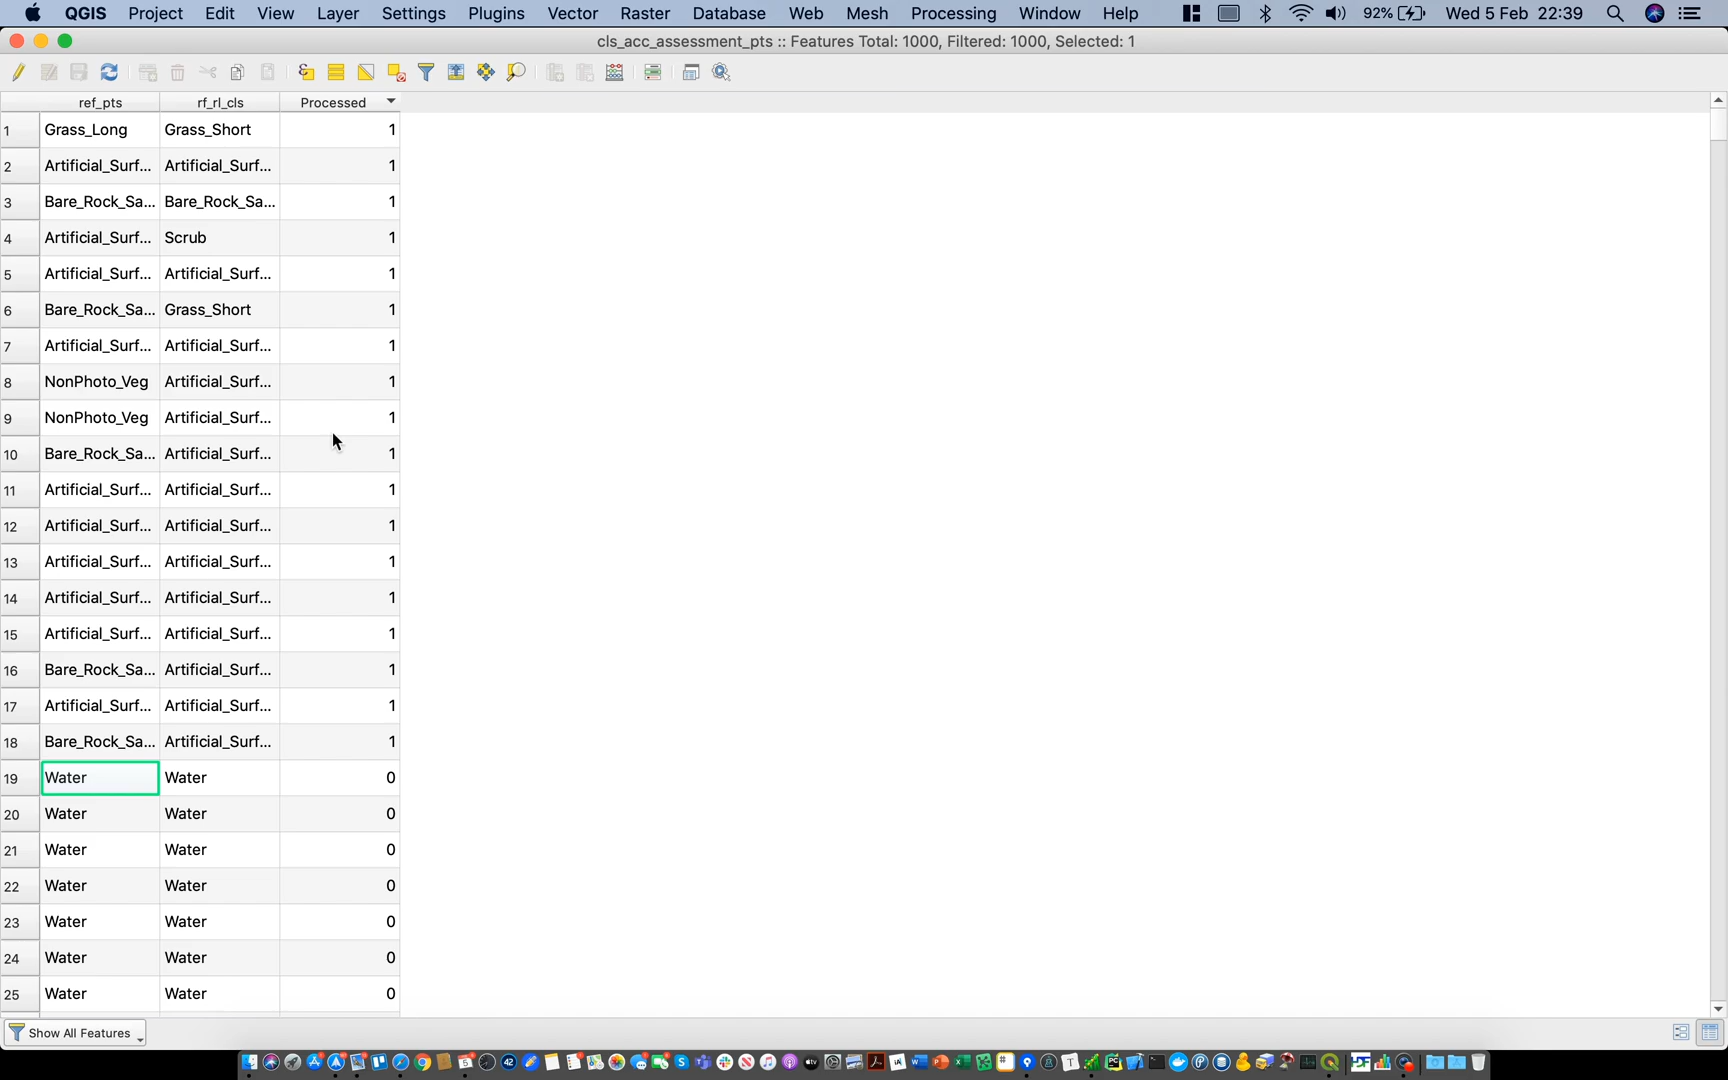 QGIS Project Edit View Layer Settings Plugins Vector Raster Database Web Mesh Processing Window Help 92% Wed 5 Feb 22:39
cls_acc_assessment_pts :: Features Total: 1000, Filtered: 1000, Selected: 1
ref_pts rf_rl_cls Processed
1 Grass_Long Grass_Short 1
2 Artificial_Surf... Artificial_Surf... 1
3 Bare_Rock_Sa... Bare_Rock_Sa... 1
4 Artificial_Surf... Scrub 1
5 Artificial_Surf... Artificial_Surf... 1
6 Bare_Rock_Sa... Grass_Short 1
7 Artificial_Surf... Artificial_Surf... 1
8 NonPhoto_Veg Artificial_Surf... 1
9 NonPhoto_Veg Artificial_Surf... 1
10 Bare_Rock_Sa... Artificial_Surf... 1
11 Artificial_Surf... Artificial_Surf... 1
12 Artificial_Surf... Artificial_Surf... 1
13 Artificial_Surf... Artificial_Surf... 1
14 Artificial_Surf... Artificial_Surf... 1
15 Artificial_Surf... Artificial_Surf... 1
16 Bare_Rock_Sa... Artificial_Surf... 1
17 Artificial_Surf... Artificial_Surf... 1
18 Bare_Rock_Sa... Artificial_Surf... 1
19 Water Water 0
20 Water Water 0
21 Water Water 0
22 Water Water 0
23 Water Water 0
24 Water Water 0
25 Water Water 0
Show All Features